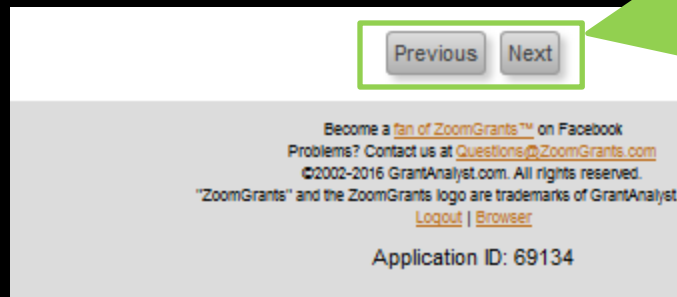 Previous Next
Become a fan of ZoomGrants™ on Facebook
Problems? Contact us at Questions@ZoomGrants.com
©2002-2016 GrantAnalyst.com. All rights reserved.
"ZoomGrants" and the ZoomGrants logo are trademarks of GrantAnalyst
Logout | Browser
Application ID: 69134